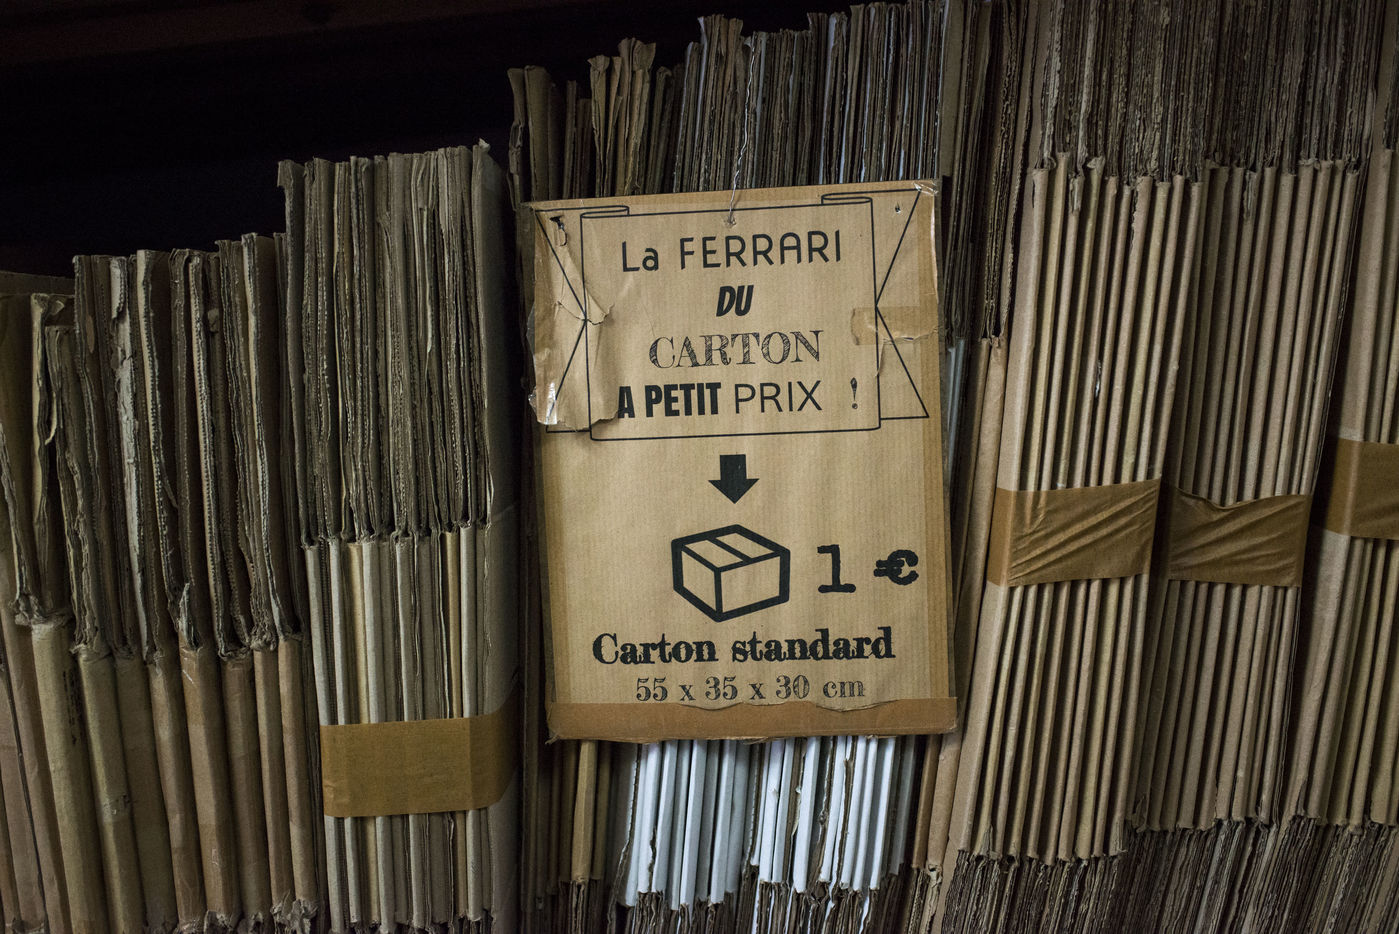 La FERRARI
DU
CARTON
A PETIT PRIX !
1 €
Carton standard
55 x 35 x 30 cm